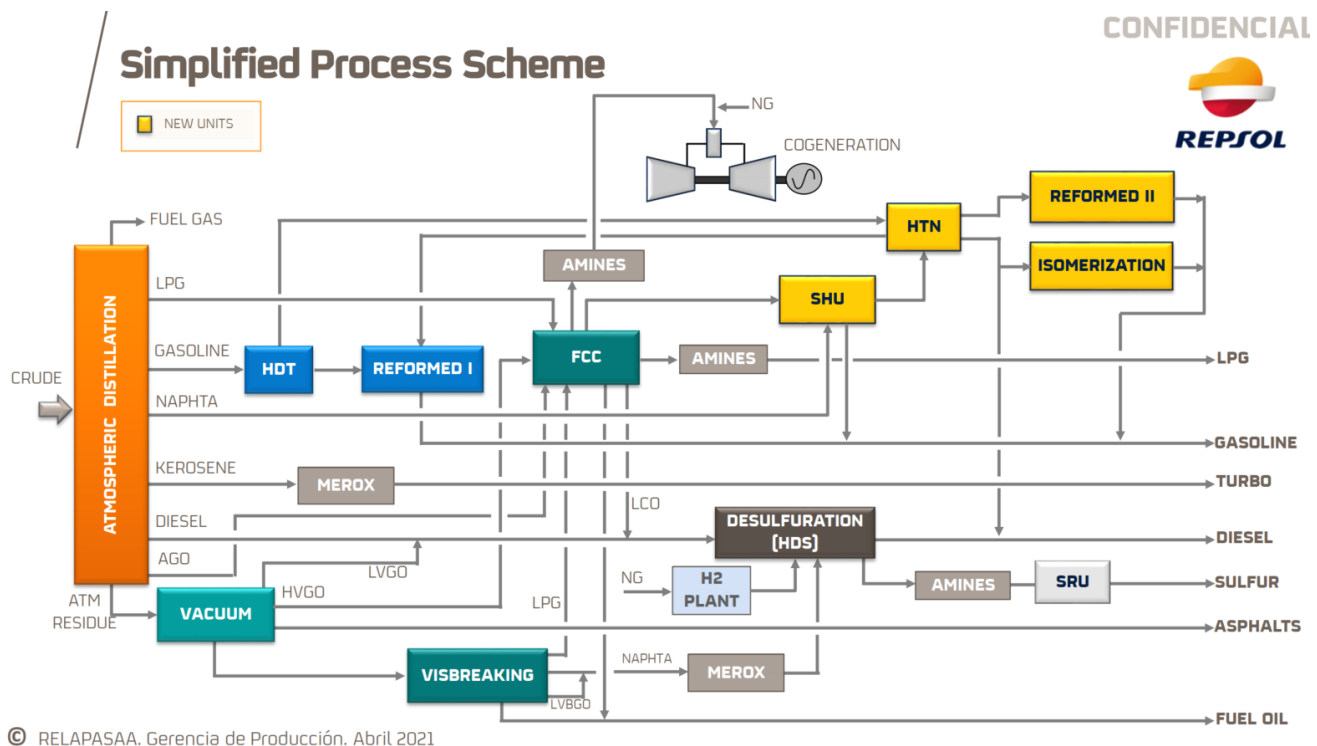 CONFIDENCIAL
Simplified Process Scheme
REPSOL
NEW UNITS
NG
COGENERATION
REFORMED II
FUEL GAS
HTN
AMINES
ISOMERIZATION
LPG
SHU
ATMOSPHERIC DISTILLATION
GASOLINE
HDT
REFORMED I
FCC
AMINES
LPG
CRUDE
NAPHTA
GASOLINE
KEROSENE
MEROX
TURBO
LCO
DIESEL
DESULFURATION
(HDS)
DIESEL
AGO
LVGO
NG
H2
PLANT
AMINES
SRU
SULFUR
HVGO
ATM
RESIDUE
VACUUM
LPG
ASPHALTS
VISBREAKING
NAPHTA
MEROX
LVBGO
FUEL OIL
© RELAPASAA. Gerencia de Producción. Abril 2021